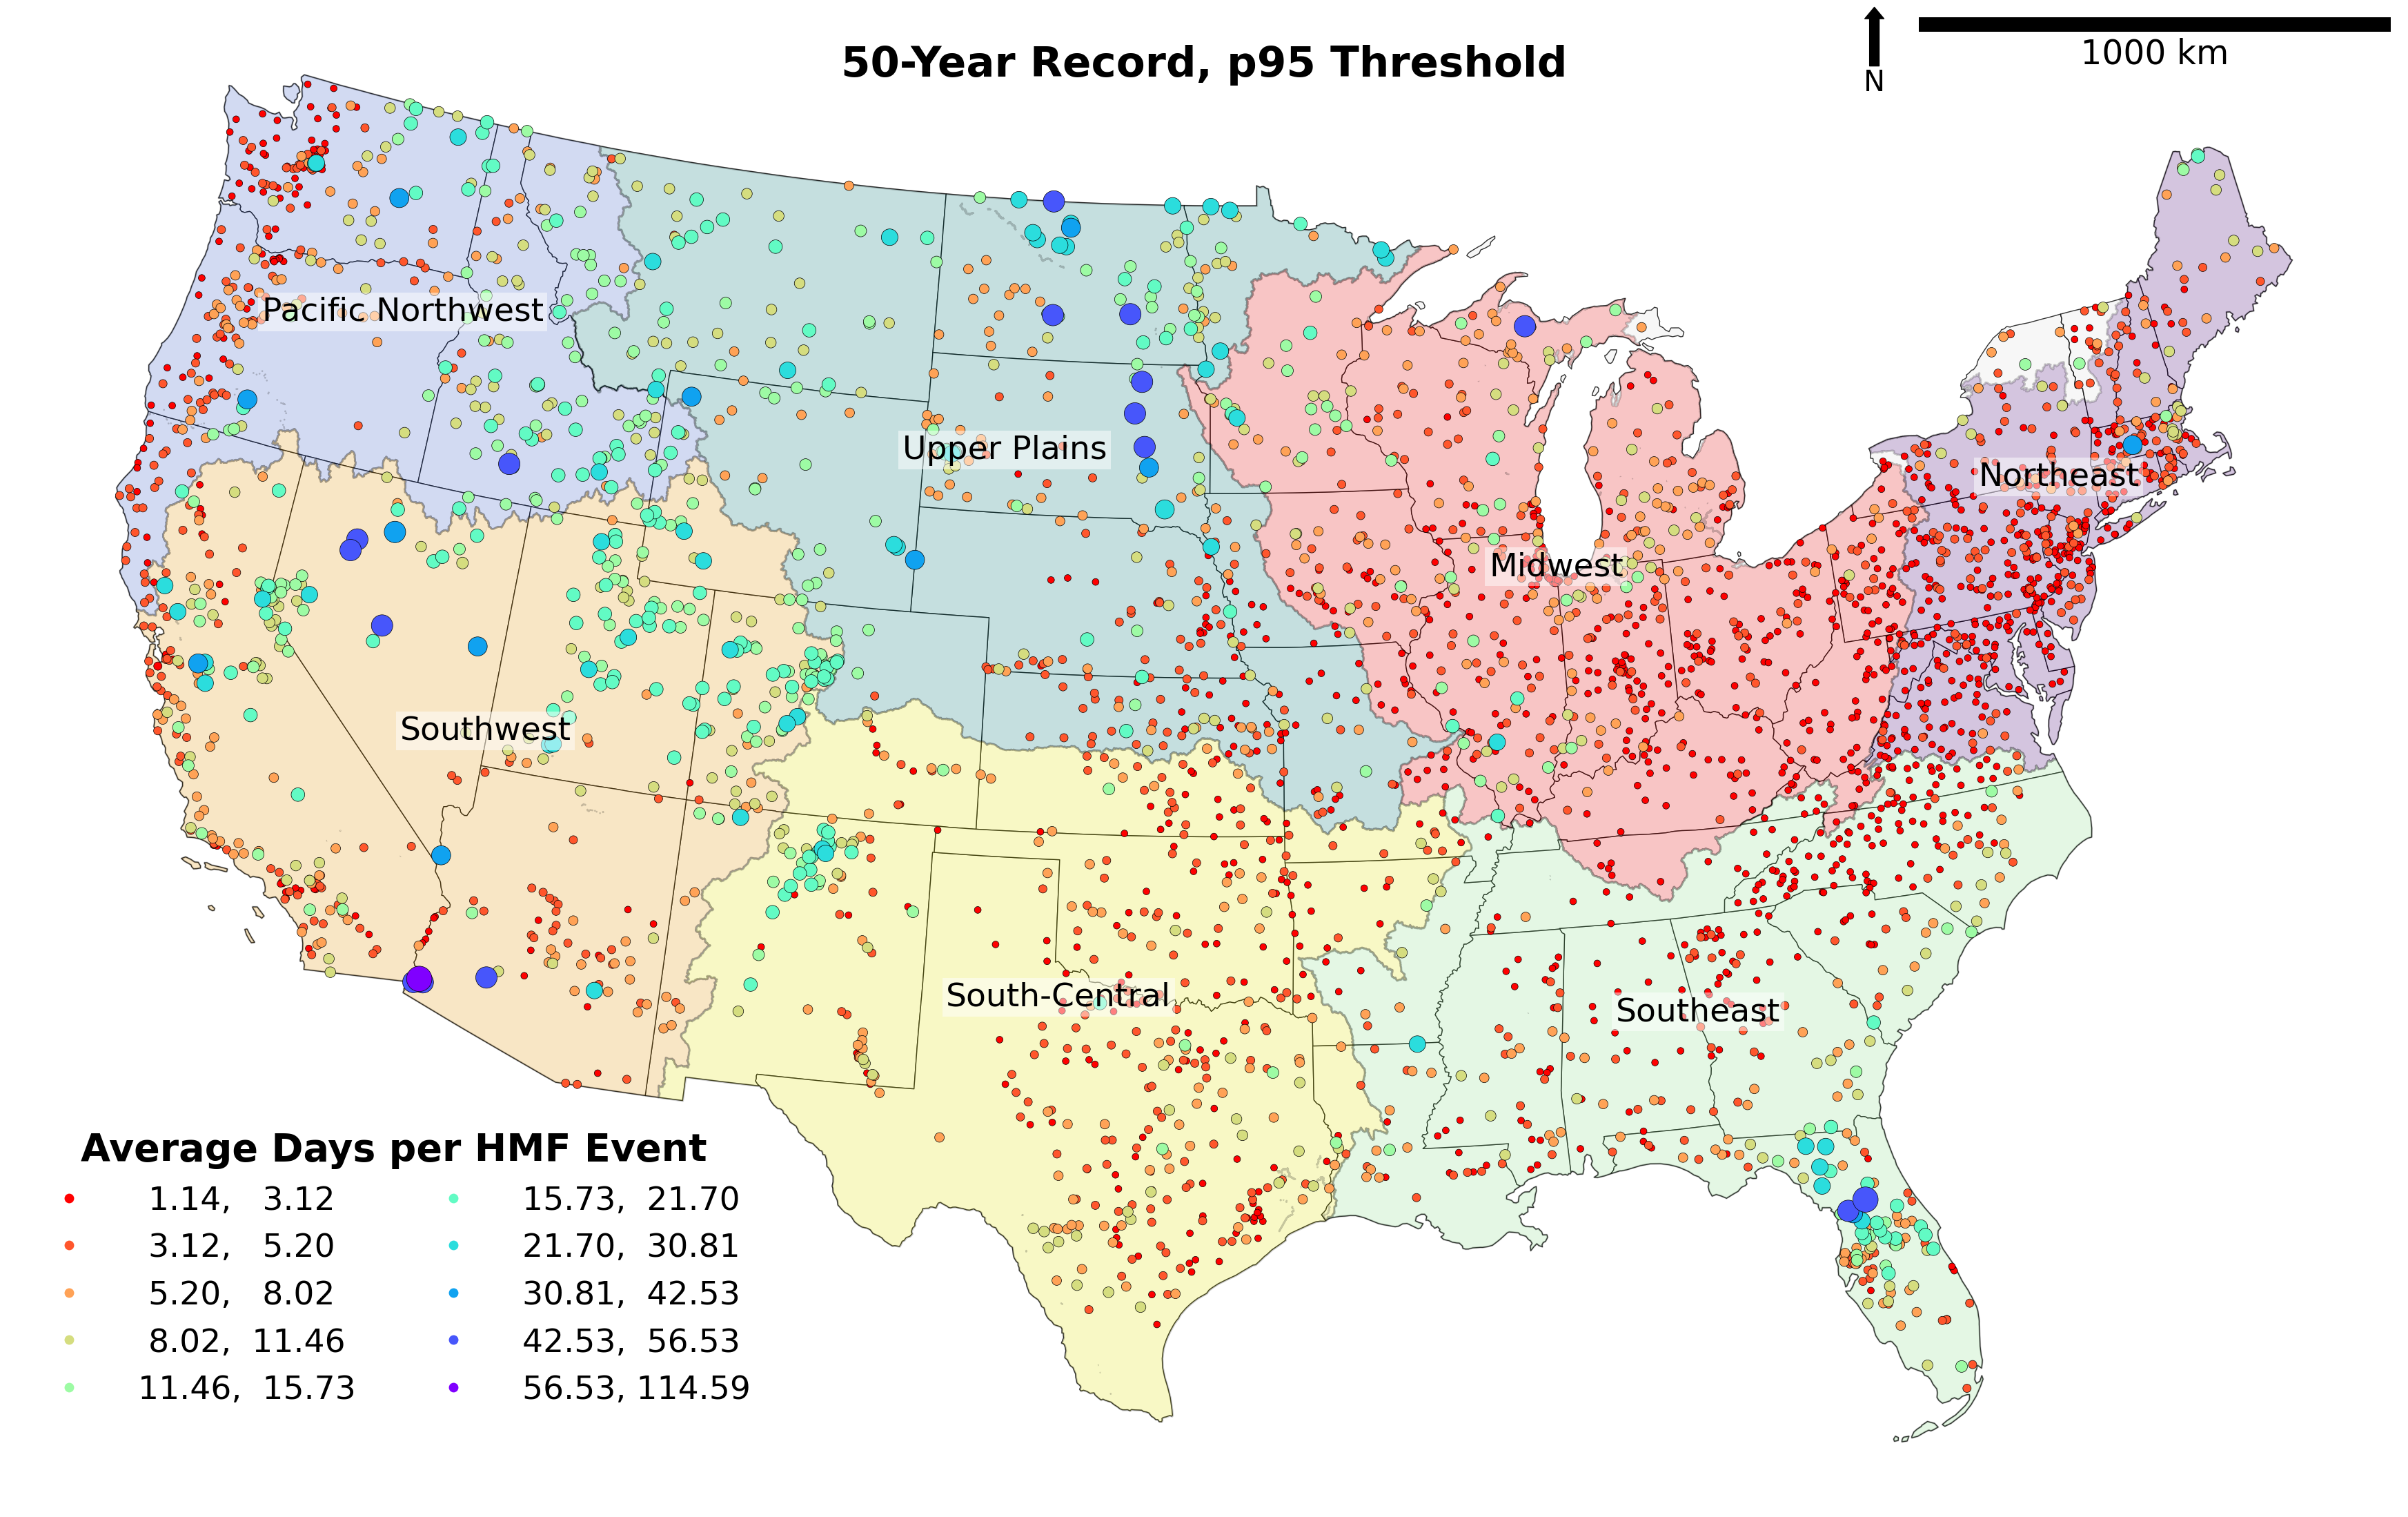 50-Year Record, p95 Threshold
N
1000 km
Pacific Northwest
Upper Plains
Northeast
Midwest
Southwest
South-Central
Southeast
Average Days per HMF Event
1.14, 3.12
3.12, 5.20
5.20, 8.02
8.02, 11.46
11.46, 15.73
15.73, 21.70
21.70, 30.81
30.81, 42.53
42.53, 56.53
56.53, 114.59